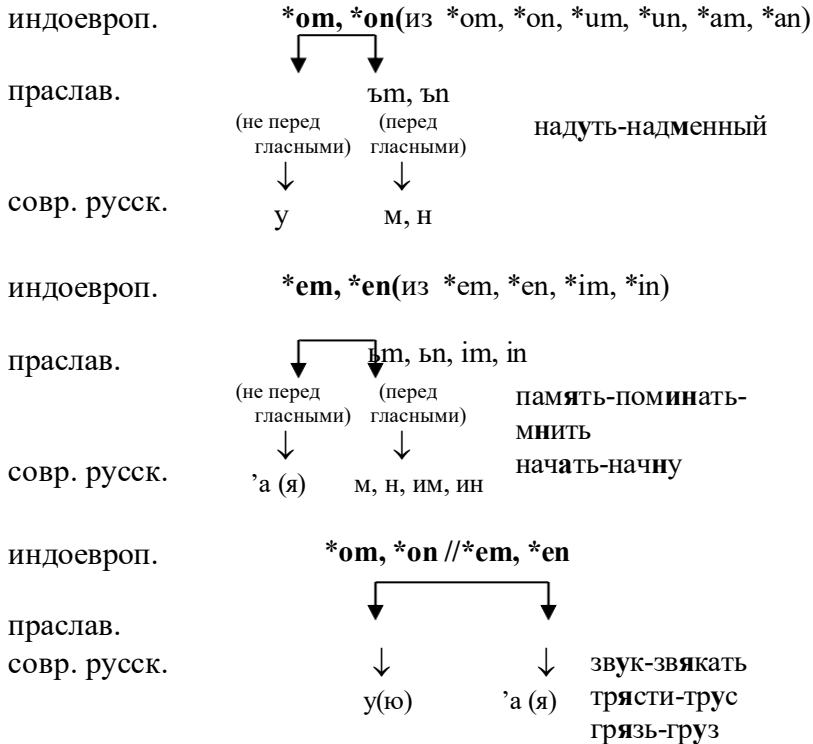 индоевроп. *om, *on(из *om, *on, *um, *un, *am, *an)
праслав. ъm, ъn
(не перед гласными) (перед гласными) надуть-надменный
↓ ↓
совр. русск. у м, н
индоевроп. *em, *en(из *em, *en, *im, *in)
праслав. ьm, ьn, im, in
(не перед гласными) (перед гласными) память-поминать-
мнить
↓ ↓ начать-начну
совр. русск. ’а (я) м, н, им, ин
индоевроп. *om, *on //*em, *en
праслав.
совр. русск. ↓ ↓ звук-звякать
у(ю) ’а (я) трясти-трус
грязь-груз